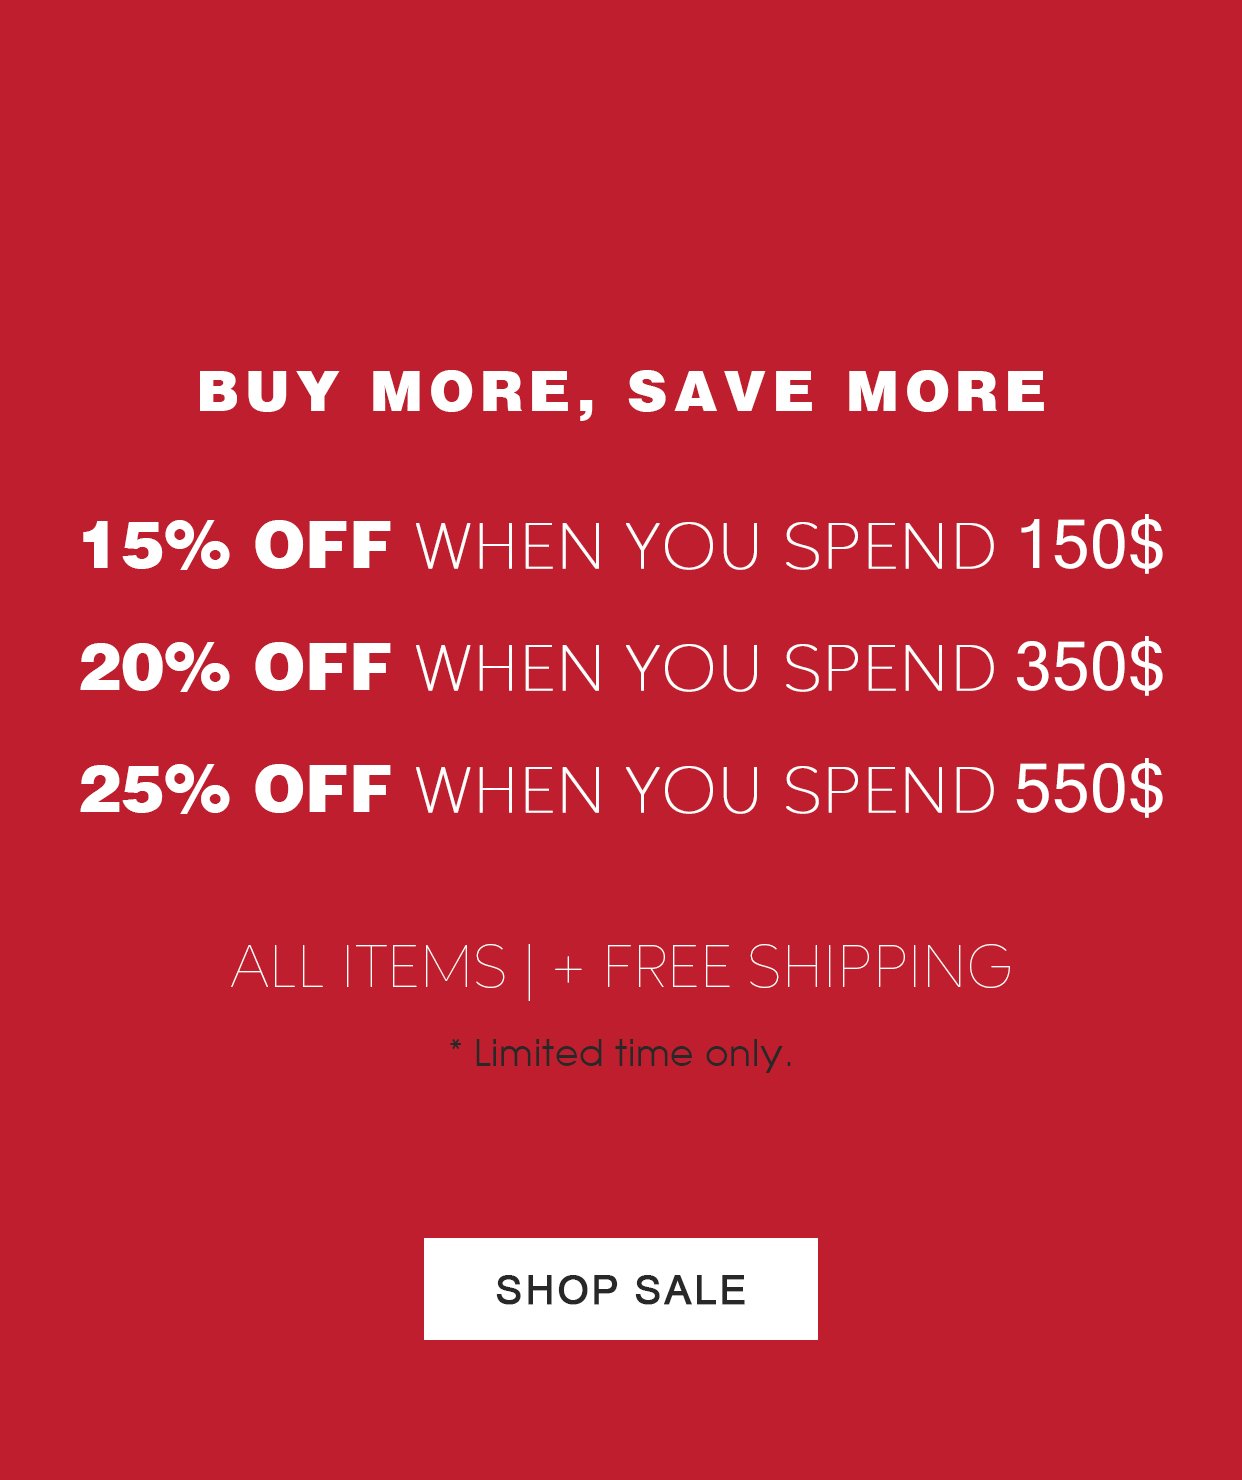 BUY MORE, SAVE MORE
15% OFF WHEN YOU SPEND 150$
20% OFF WHEN YOU SPEND 350$
25% OFF WHEN YOU SPEND 550$
ALL ITEMS | + FREE SHIPPING
* Limited time only.
SHOP SALE